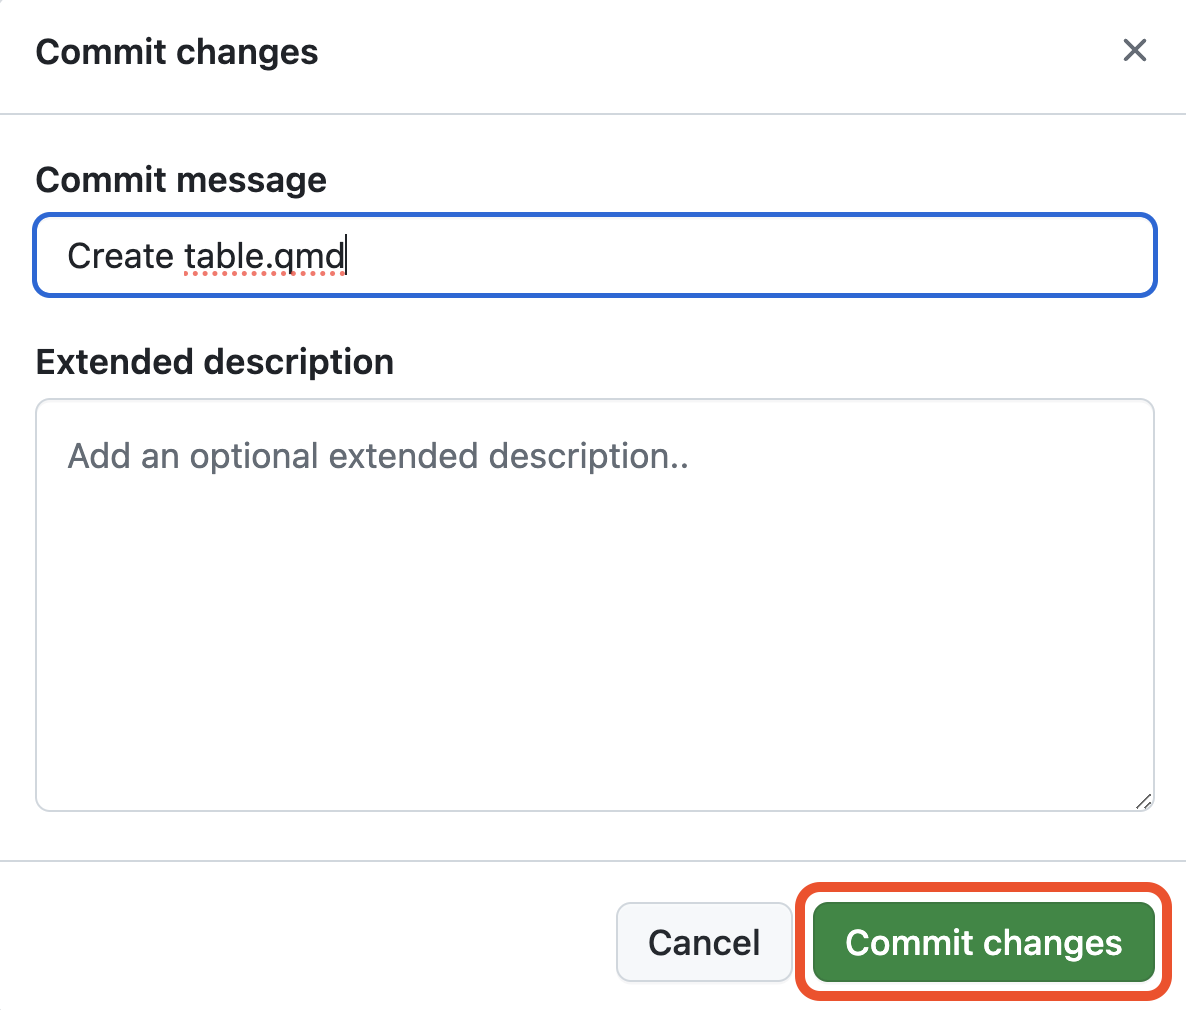 Commit changes
Commit message
Create table.qmd
Extended description
Add an optional extended description..
Cancel
Commit changes